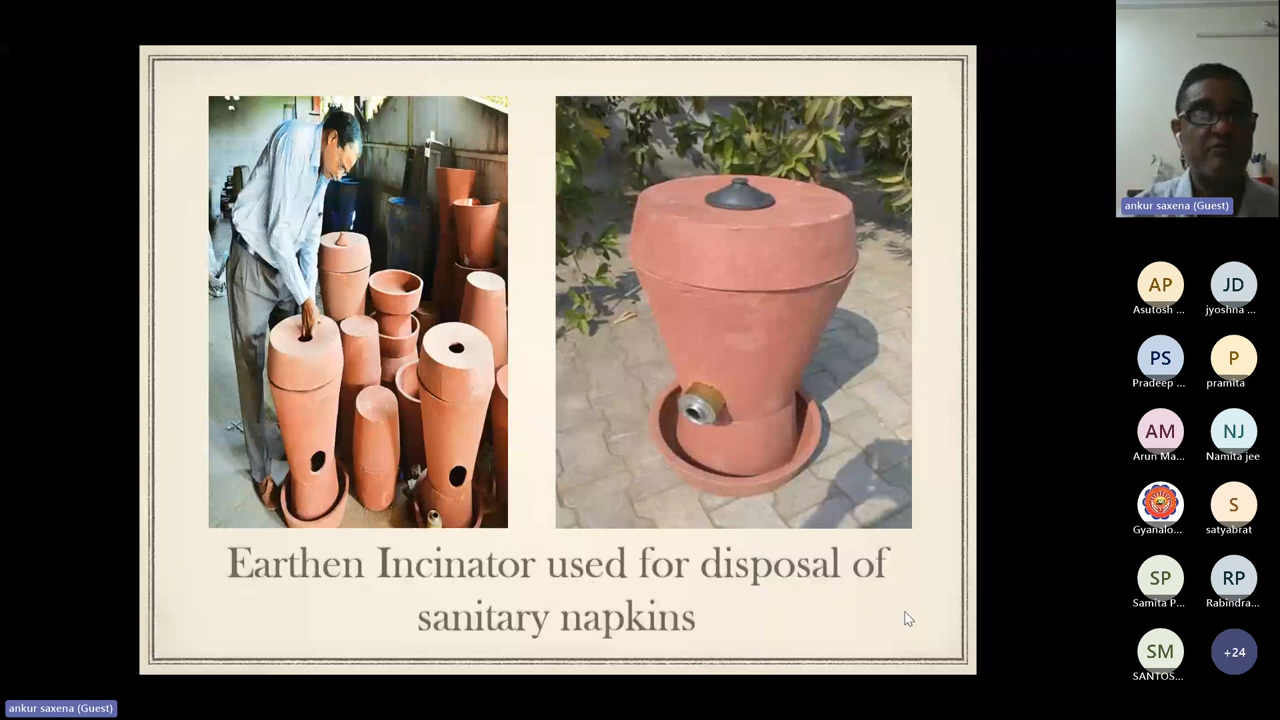 Earthen Incinator used for disposal of
sanitary napkins
ankur saxena (Guest)
AP
JD
Asutosh ...
jyoshna ...
PS
P
Pradeep ...
pramita
AM
NJ
Arun Ma...
Namita jee
S
Gyanalo...
satyabrat
SP
RP
Samita P...
Rabindra...
SM
+24
SANTOS...
ankur saxena (Guest)